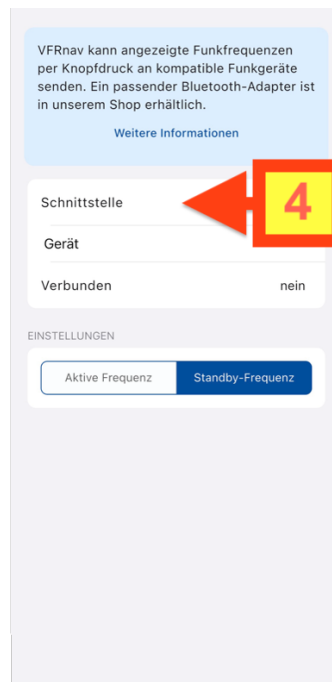 VFRnav kann angezeigte Funkfrequenzen
per Knopfdruck an kompatible Funkgeräte
senden. Ein passender Bluetooth-Adapter ist
in unserem Shop erhältlich.
Weitere Informationen
Schnittstelle
4
Gerät
Verbunden nein
EINSTELLUNGEN
Aktive Frequenz Standby-Frequenz